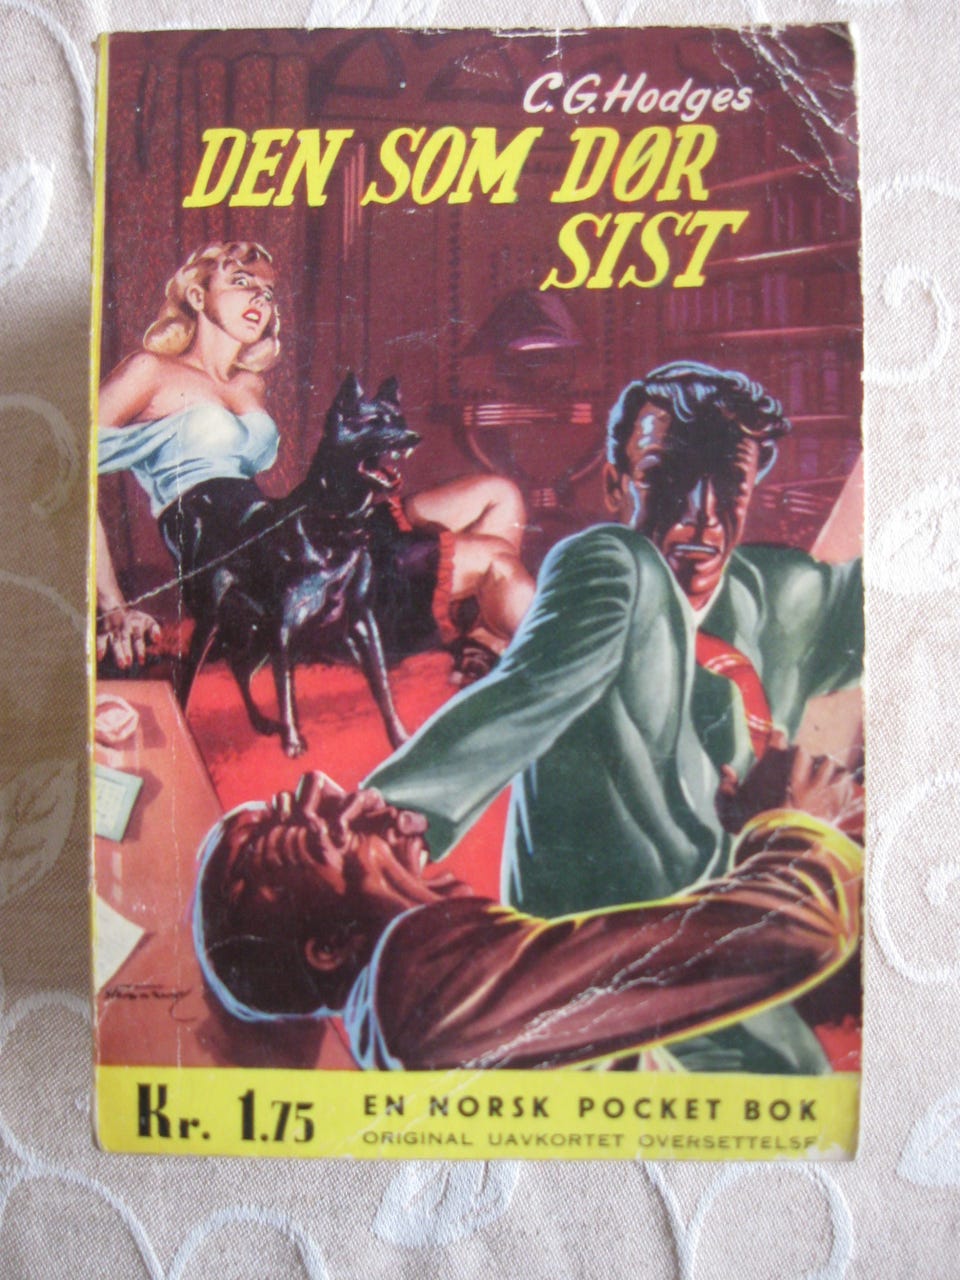 C.G. Hodges
DEN SOM DØR
SIST
Kr. 1.75
EN NORSK POCKET BOK
ORIGINAL UAVKORTET OVERSETTELSE